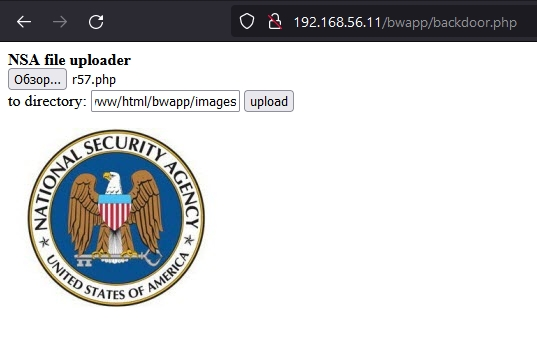 192.168.56.11/bwapp/backdoor.php
NSA file uploader
Обзор... r57.php
to directory: /www/html/bwapp/images upload
NATIONAL SECURITY AGENCY
UNITED STATES OF AMERICA